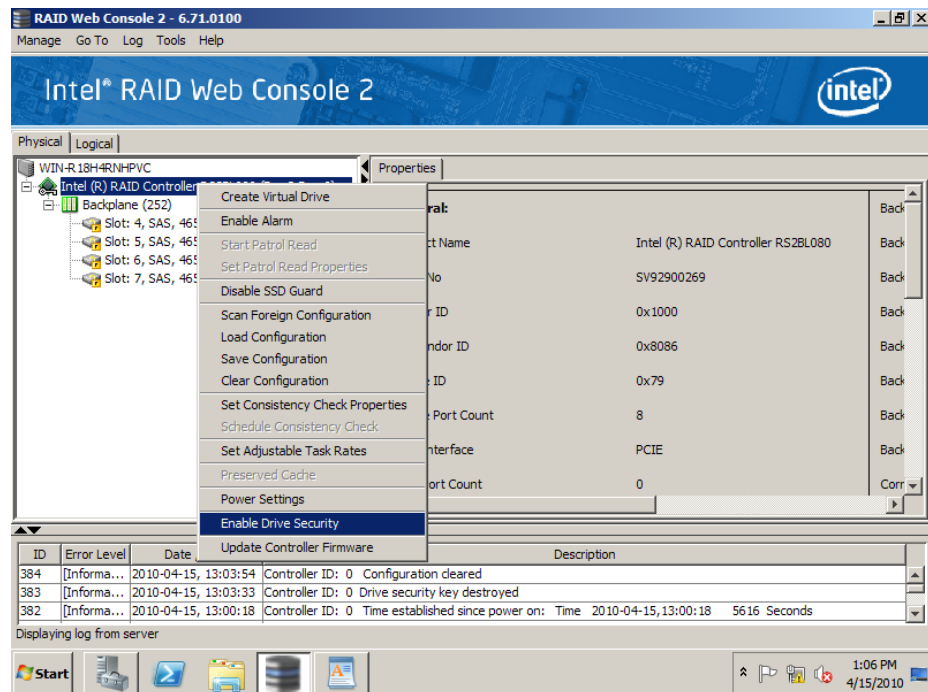 RAID Web Console 2 - 6.71.0100
Manage Go To Log Tools Help
Intel® RAID Web Console 2
intel
Physical Logical
WIN-R18H4RNHPVC
Intel (R) RAID Controller
Backplane (252)
Slot: 4, SAS, 465
Slot: 5, SAS, 465
Slot: 6, SAS, 465
Slot: 7, SAS, 465
Create Virtual Drive
Enable Alarm
Start Patrol Read
Set Patrol Read Properties
Disable SSD Guard
Scan Foreign Configuration
Load Configuration
Save Configuration
Clear Configuration
Set Consistency Check Properties
Schedule Consistency Check
Set Adjustable Task Rates
Preserved Cache
Power Settings
Enable Drive Security
Update Controller Firmware
Properties
ral:
Back
ct Name Intel (R) RAID Controller RS2BL080 Back
No SV92900269 Back
r ID 0x1000 Back
ndor ID 0x8086 Back
ID 0x79 Back
Port Count 8 Back
nterface PCIE Back
ort Count 0 Corr
ID Error Level Date Description
384 [Informa... 2010-04-15, 13:03:54 Controller ID: 0 Configuration cleared
383 [Informa... 2010-04-15, 13:03:33 Controller ID: 0 Drive security key destroyed
382 [Informa... 2010-04-15, 13:00:18 Controller ID: 0 Time established since power on: Time 2010-04-15,13:00:18 5616 Seconds
Displaying log from server
Start
1:06 PM
4/15/2010